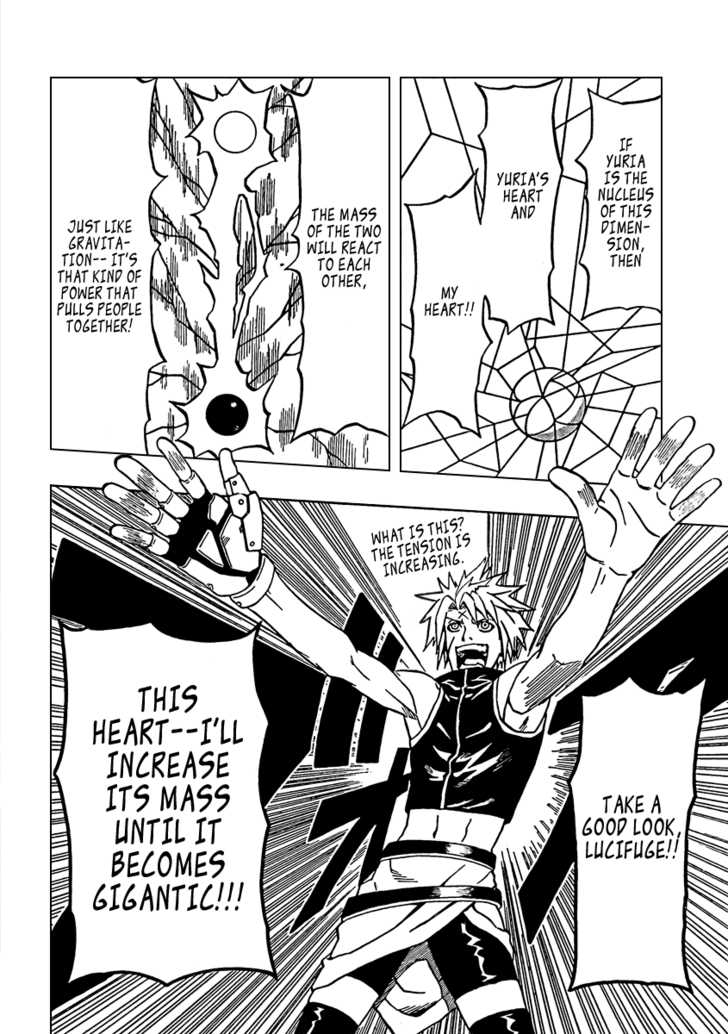 IF
YURIA
IS THE
NUCLEUS
OF THIS
DIMEN-
SION,
THEN
YURIA'S
HEART
AND
MY
HEART!!
THE MASS
OF THE TWO
WILL REACT
TO EACH
OTHER,
JUST LIKE
GRAVITA-
TION-- IT'S
THAT KIND OF
POWER THAT
PULLS PEOPLE
TOGETHER!
WHAT IS THIS?
THE TENSION IS
INCREASING.
TAKE A
GOOD LOOK,
LUCIFUGE!!
THIS
HEART--I'LL
INCREASE
ITS MASS
UNTIL IT
BECOMES
GIGANTIC!!!